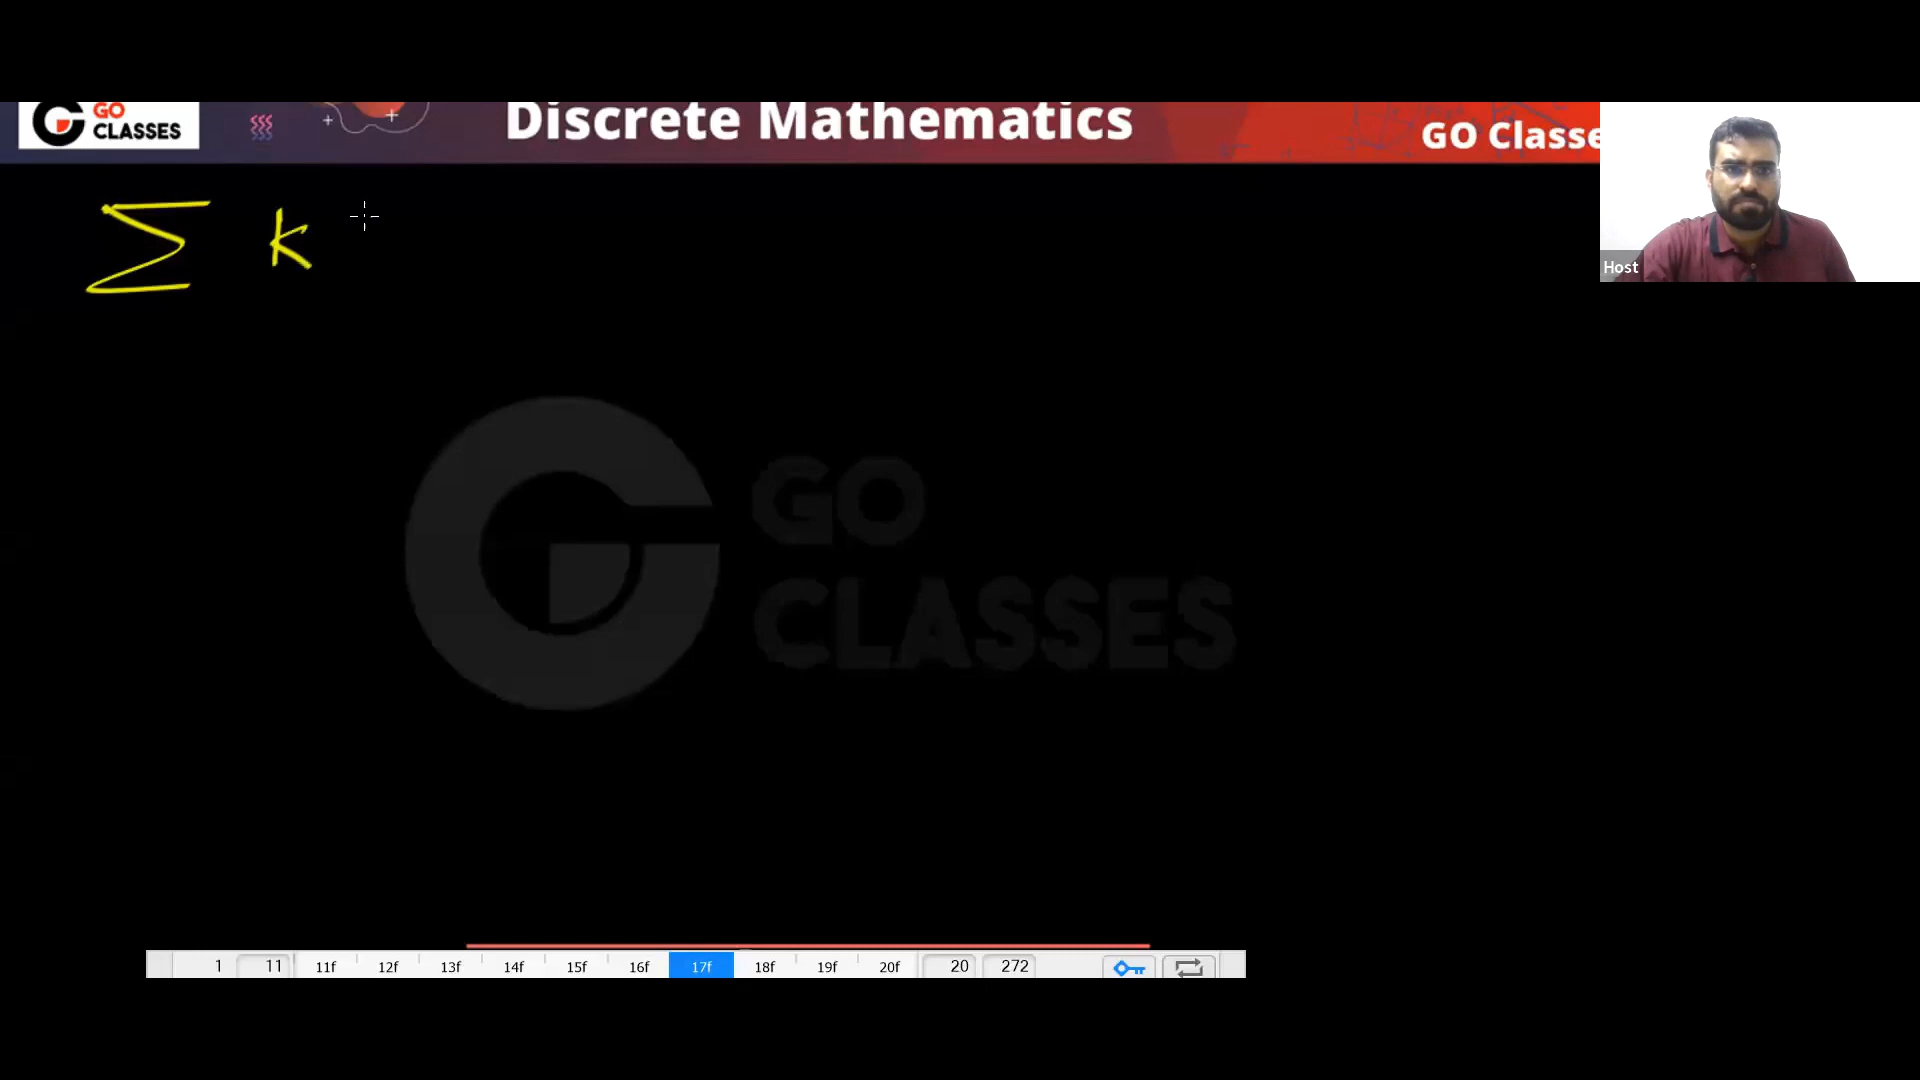 GO
CLASSES
Discrete Mathematics
GO Classe
∑ k
Host
GO
CLASSES
1 11 11f 12f 13f 14f 15f 16f 17f 18f 19f 20f 20 272